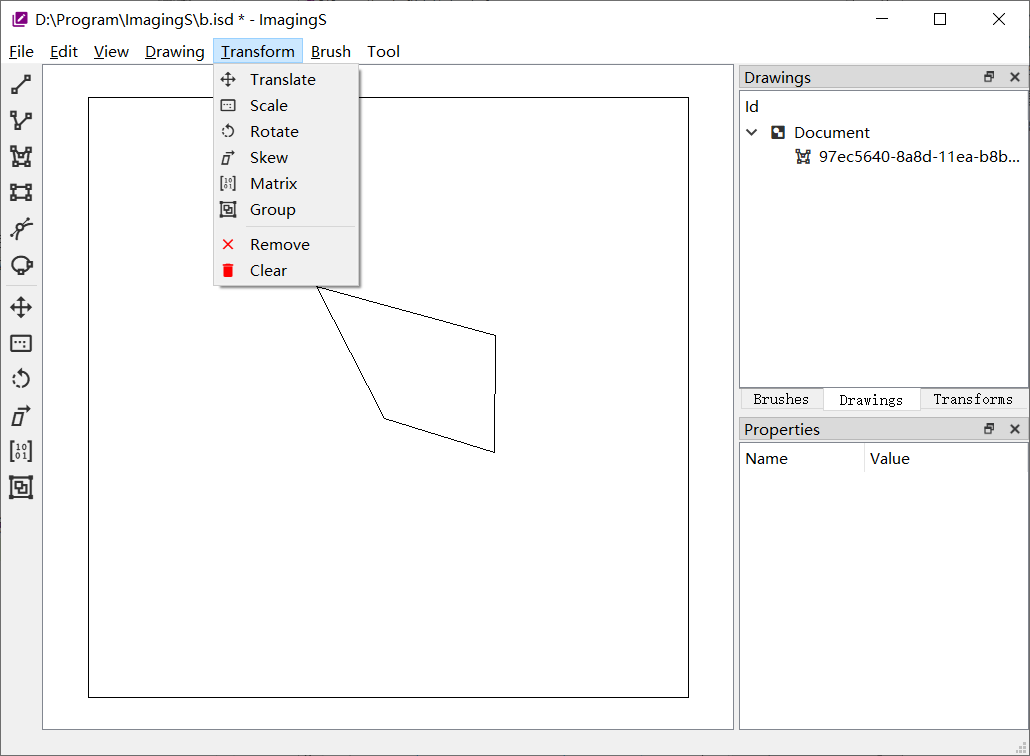 D:\Program\ImagingS\b.isd * - ImagingS
File Edit View Drawing Transform Brush Tool
Translate
Scale
Rotate
Skew
Matrix
Group
Remove
Clear
Drawings
Id
Document
97ec5640-8a8d-11ea-b8b...
Brushes Drawings Transforms
Properties
Name Value